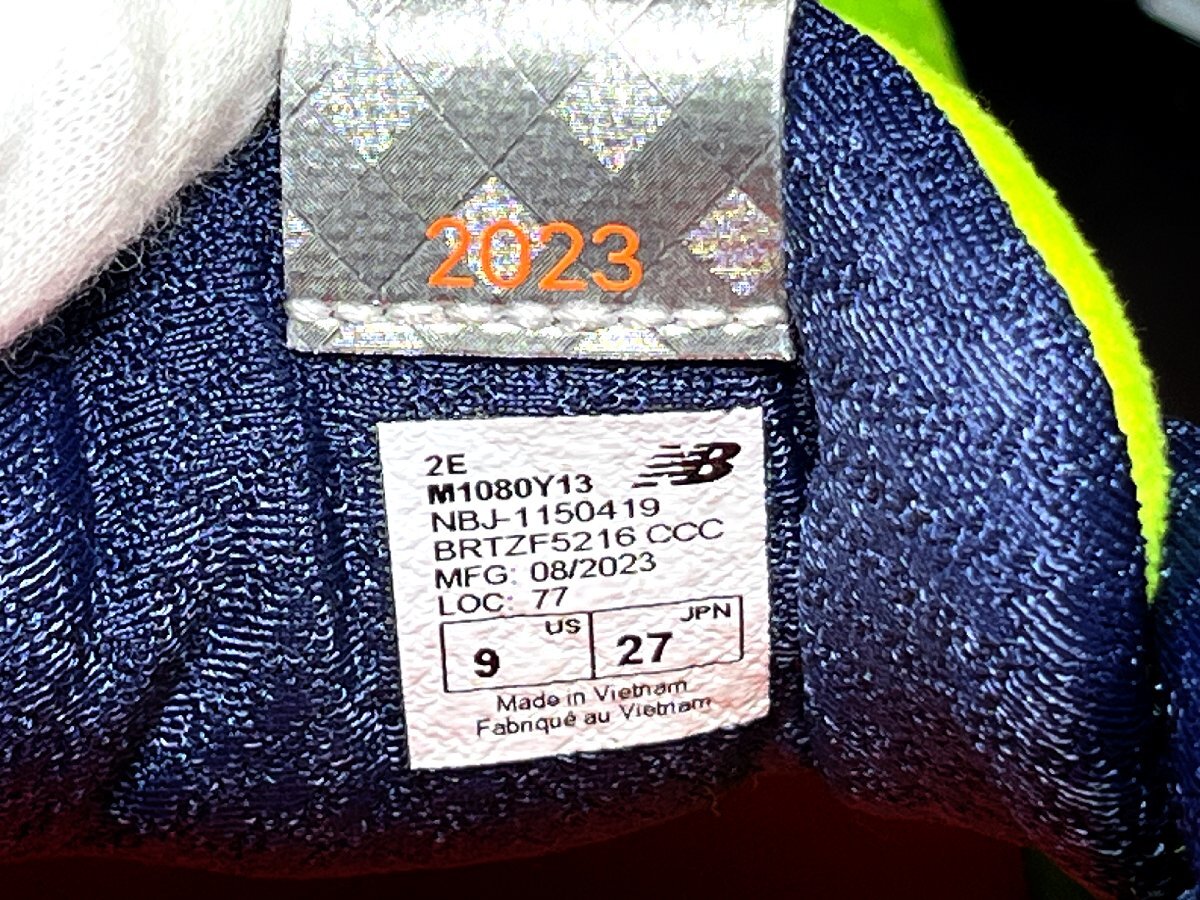 2023
2E
NB
M1080Y13
NBJ-1150419
BRTZF5216 CCC
MFG: 08/2023
LOC: 77
9 US 27 JPN
Made in Vietnam
Fabriqué au Vietnam